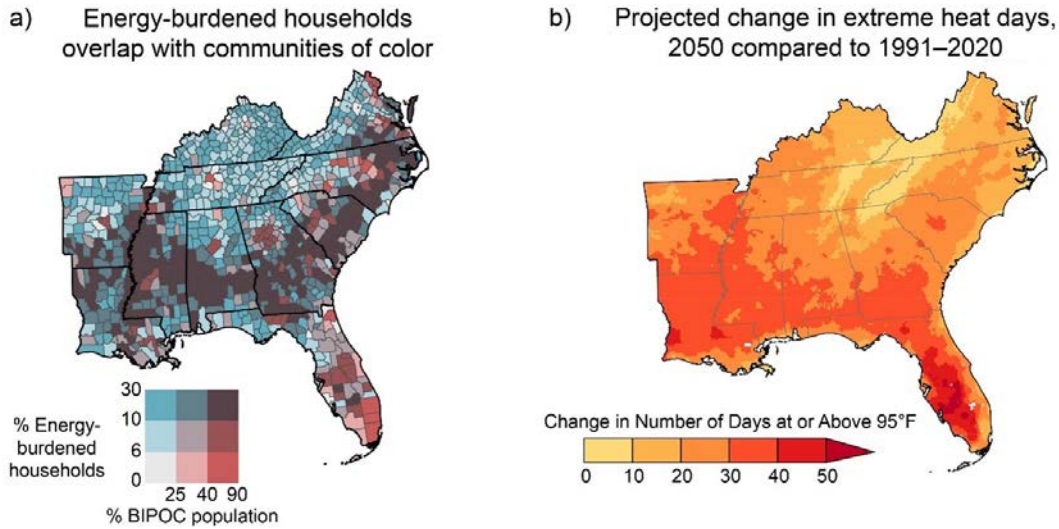 a) Energy-burdened households
overlap with communities of color
b) Projected change in extreme heat days,
2050 compared to 1991–2020
30
10
6
0
% Energy-
burdened
households
25 40 90
% BIPOC population
Change in Number of Days at or Above 95°F
0 10 20 30 40 50